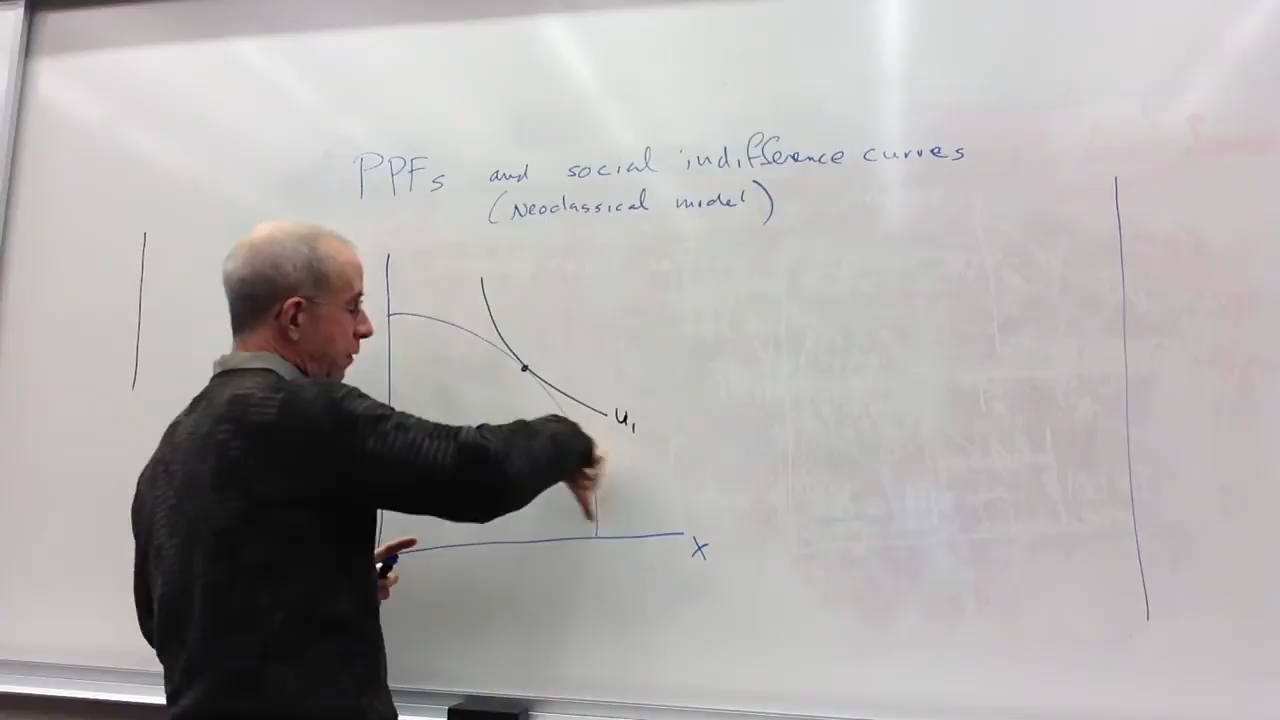 PPFs and social indifference curves
(Neoclassical model)
u₁
X